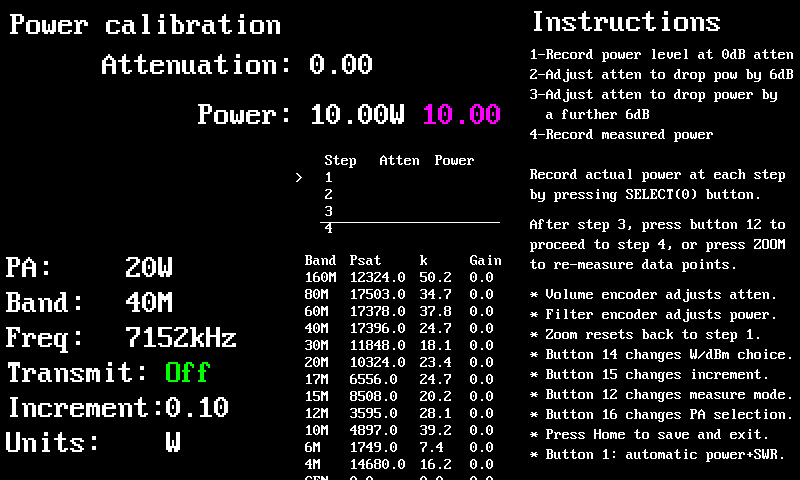 Power calibration
Attenuation: 0.00
Power: 10.00W 10.00
Step Atten Power
> 1
2
3
4
PA: 20W
Band: 40M
Freq: 7152kHz
Transmit: Off
Increment:0.10
Units: W
Band Psat k Gain
160M 12324.0 50.2 0.0
80M 17503.0 34.7 0.0
60M 17378.0 37.8 0.0
40M 17396.0 24.7 0.0
30M 11848.0 18.1 0.0
20M 10324.0 23.4 0.0
17M 6556.0 24.7 0.0
15M 8508.0 20.2 0.0
12M 3595.0 28.1 0.0
10M 4897.0 39.2 0.0
6M 1749.0 7.4 0.0
4M 14680.0 16.2 0.0
GEN 0.0 0.0 0.0
Instructions
1-Record power level at 0dB atten
2-Adjust atten to drop pow by 6dB
3-Adjust atten to drop power by
a further 6dB
4-Record measured power
Record actual power at each step
by pressing SELECT(0) button.
After step 3, press button 12 to
proceed to step 4, or press ZOOM
to re-measure data points.
* Volume encoder adjusts atten.
* Filter encoder adjusts power.
* Zoom resets back to step 1.
* Button 14 changes W/dBm choice.
* Button 15 changes increment.
* Button 12 changes measure mode.
* Button 16 changes PA selection.
* Press Home to save and exit.
* Button 1: automatic power+SWR.